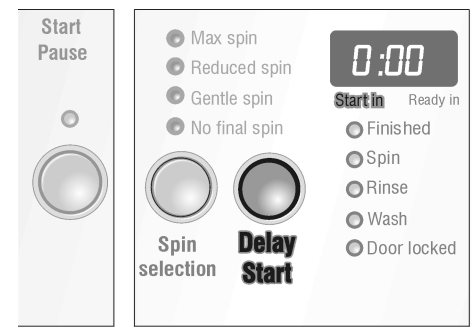 Start
Pause
Max spin
Reduced spin
Gentle spin
No final spin
Spin
selection
Delay
Start
0:00
Start in Ready in
Finished
Spin
Rinse
Wash
Door locked